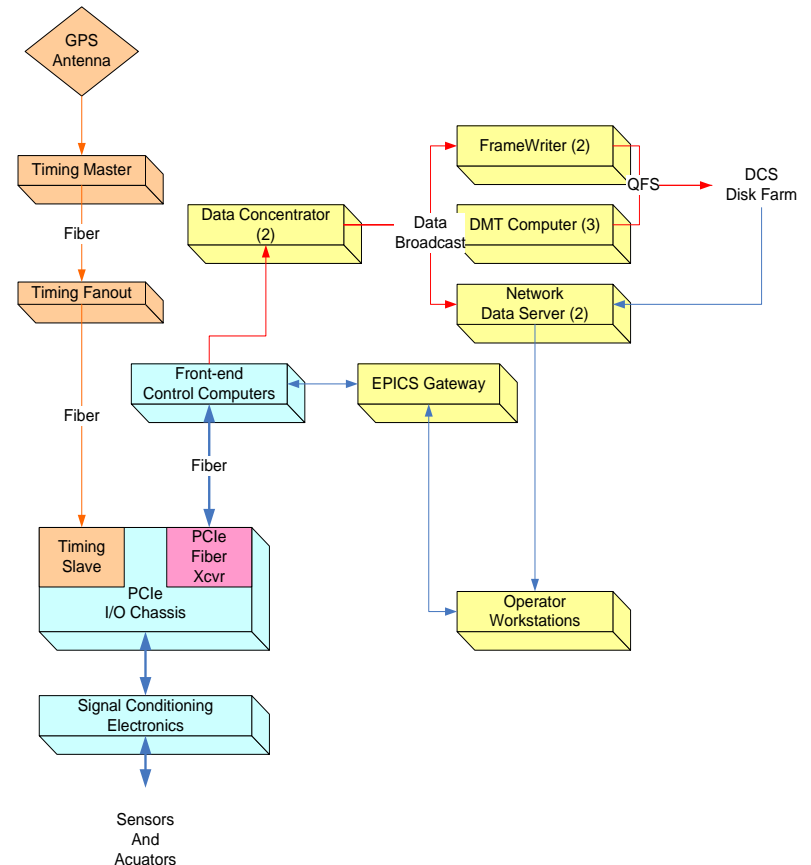 GPS
Antenna
Timing Master
Fiber
Timing Fanout
Fiber
Data Concentrator
(2)
Data
Broadcast
FrameWriter (2)
QFS
DMT Computer (3)
DCS
Disk Farm
Network
Data Server (2)
Front-end
Control Computers
EPICS Gateway
Fiber
Timing
Slave
PCIe
Fiber
Xcvr
PCIe
I/O Chassis
Operator
Workstations
Signal Conditioning
Electronics
Sensors
And
Acuators